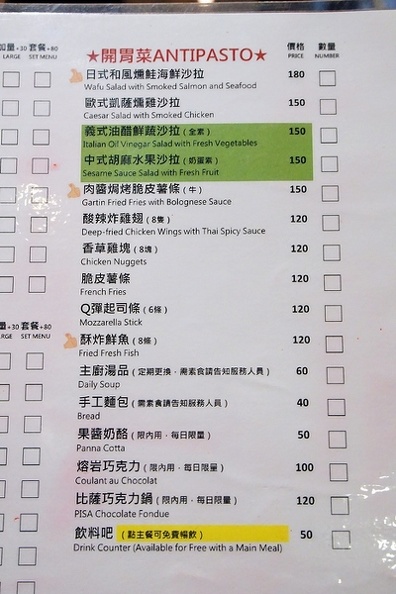 加量+30 套餐+80
LARGE SET MENU
★開胃菜ANTIPASTO★
價格 數量
PRICE NUMBER
日式和風燻鮭海鮮沙拉 180
Wafu Salad with Smoked Salmon and Seafood
歐式凱薩燻雞沙拉 150
Caesar Salad with Smoked Chicken
義式油醋鮮蔬沙拉(全素) 150
Italian Oil Vinegar Salad with Fresh Vegetables
中式胡麻水果沙拉(奶蛋素) 150
Sesame Sauce Salad with Fresh Fruit
肉醬焗烤脆皮薯條(牛) 150
Gartin Fried Fries with Bolognese Sauce
酸辣炸雞翅(8隻) 120
Deep-fried Chicken Wings with Thai Spicy Sauce
香草雞塊(8塊) 120
Chicken Nuggets
脆皮薯條 120
French Fries
Q彈起司條(6條) 120
Mozzarella Stick
量+30 套餐+80
ARGE SET MENU
酥炸鮮魚(8條) 120
Fried Fresh Fish
主廚湯品(定期更換，需素食請告知服務人員) 60
Daily Soup
手工麵包(需素食請告知服務人員) 40
Bread
果醬奶酪(限內用，每日限量) 50
Panna Cotta
熔岩巧克力(限內用，每日限量) 100
Coulant au Chocolat
比薩巧克力鍋(限內用，每日限量) 120
PISA Chocolate Fondue
飲料吧(點主餐可免費暢飲) 50
Drink Counter (Available for Free with a Main Meal)